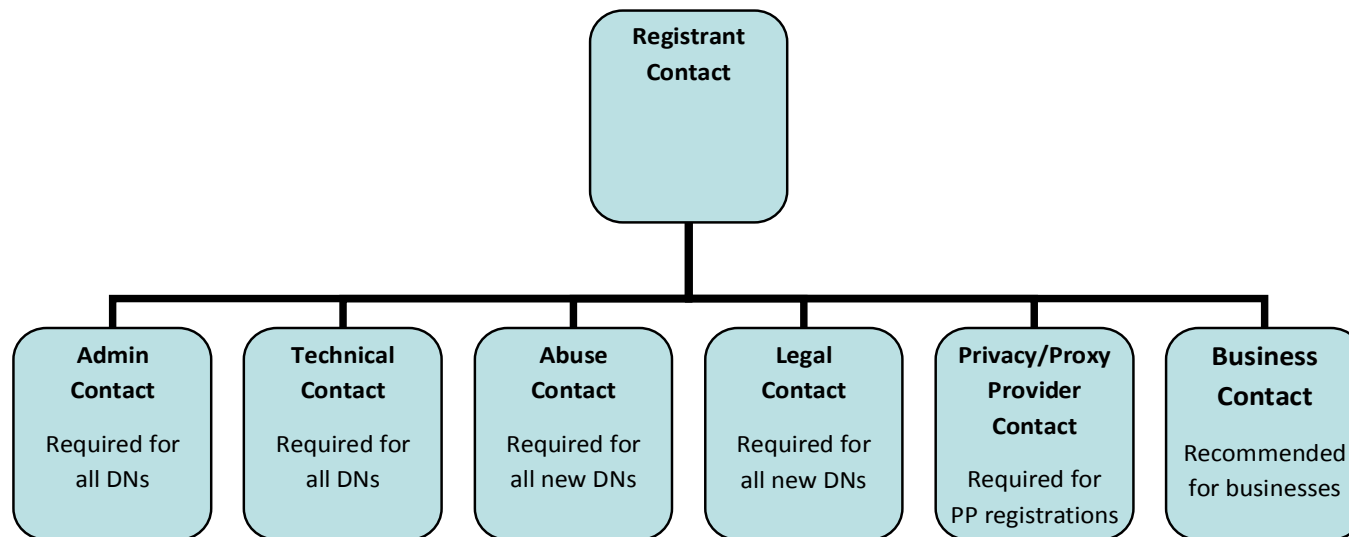 Registrant
Contact
Admin
Contact
Required for
all DNs
Technical
Contact
Required for
all DNs
Abuse
Contact
Required for
all new DNs
Legal
Contact
Required for
all new DNs
Privacy/Proxy
Provider
Contact
Required for
PP registrations
Business
Contact
Recommended
for businesses